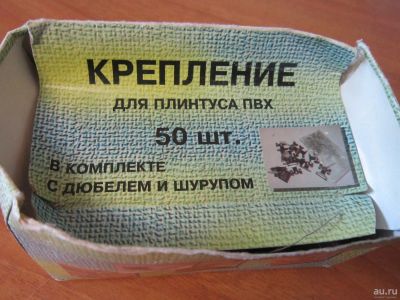 КРЕПЛЕНИЕ
ДЛЯ ПЛИНТУСА ПВХ
50 шт.
В КОМПЛЕКТЕ
С ДЮБЕЛЕМ И ШУРУПОМ
au.ru